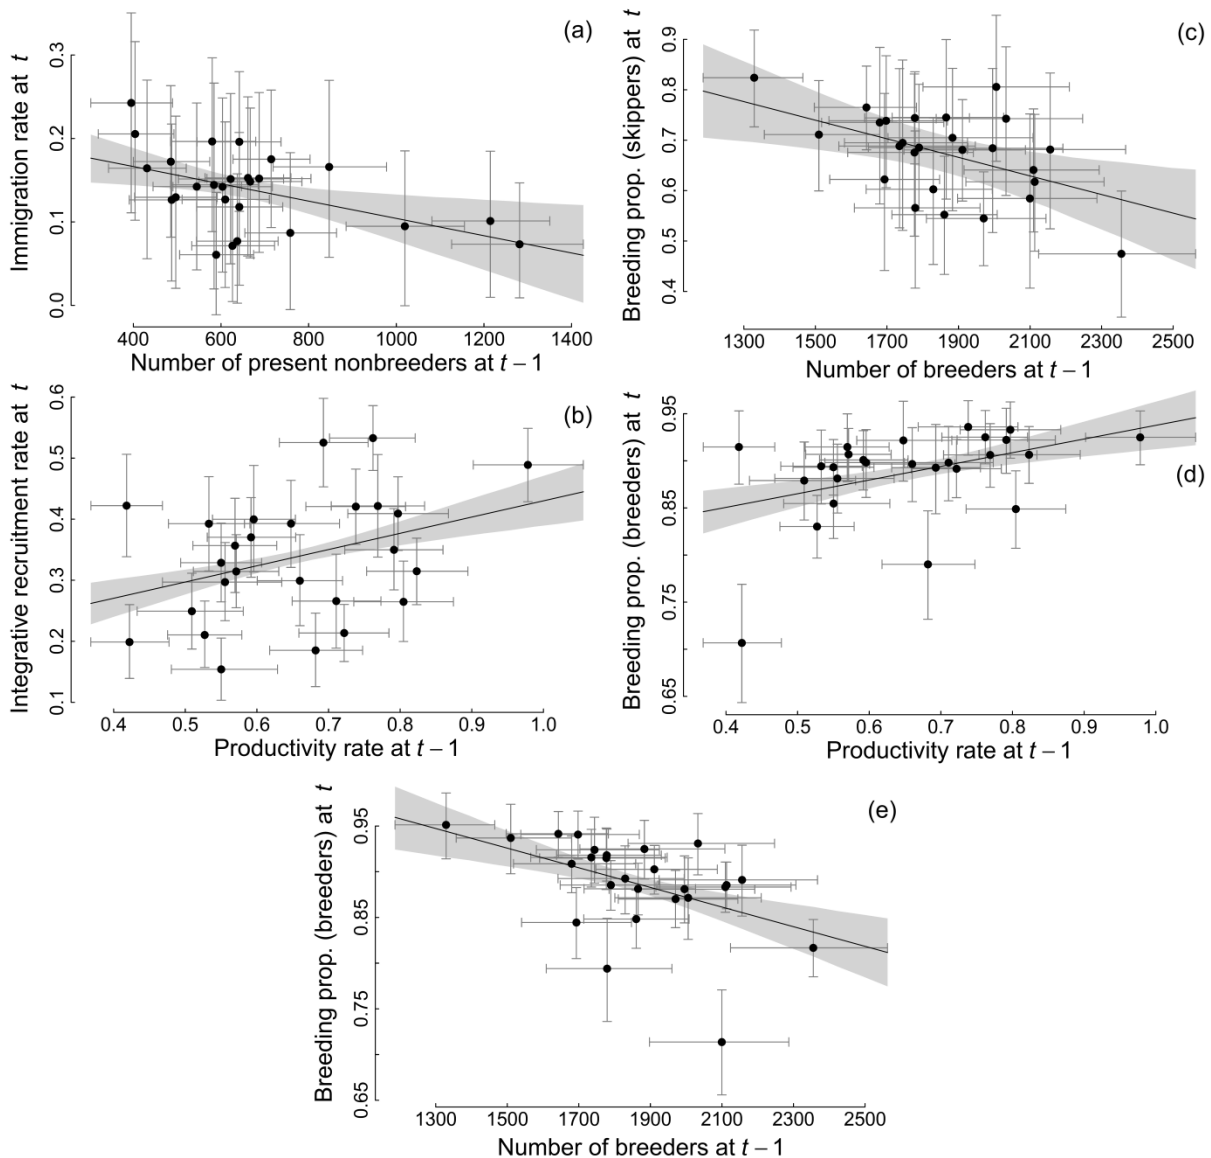 (a)
Immigration rate at t
0.3
0.2
0.1
0.0
400 600 800 1000 1200 1400
Number of present nonbreeders at t – 1
(c)
Breeding prop. (skippers) at t
0.9
0.8
0.7
0.6
0.5
0.4
1300 1500 1700 1900 2100 2300 2500
Number of breeders at t – 1
(b)
Integrative recruitment rate at t
0.6
0.5
0.4
0.3
0.2
0.1
0.4 0.5 0.6 0.7 0.8 0.9 1.0
Productivity rate at t – 1
(d)
Breeding prop. (breeders) at t
0.95
0.85
0.75
0.65
0.4 0.5 0.6 0.7 0.8 0.9 1.0
Productivity rate at t – 1
(e)
Breeding prop. (breeders) at t
0.95
0.85
0.75
0.65
1300 1500 1700 1900 2100 2300 2500
Number of breeders at t – 1